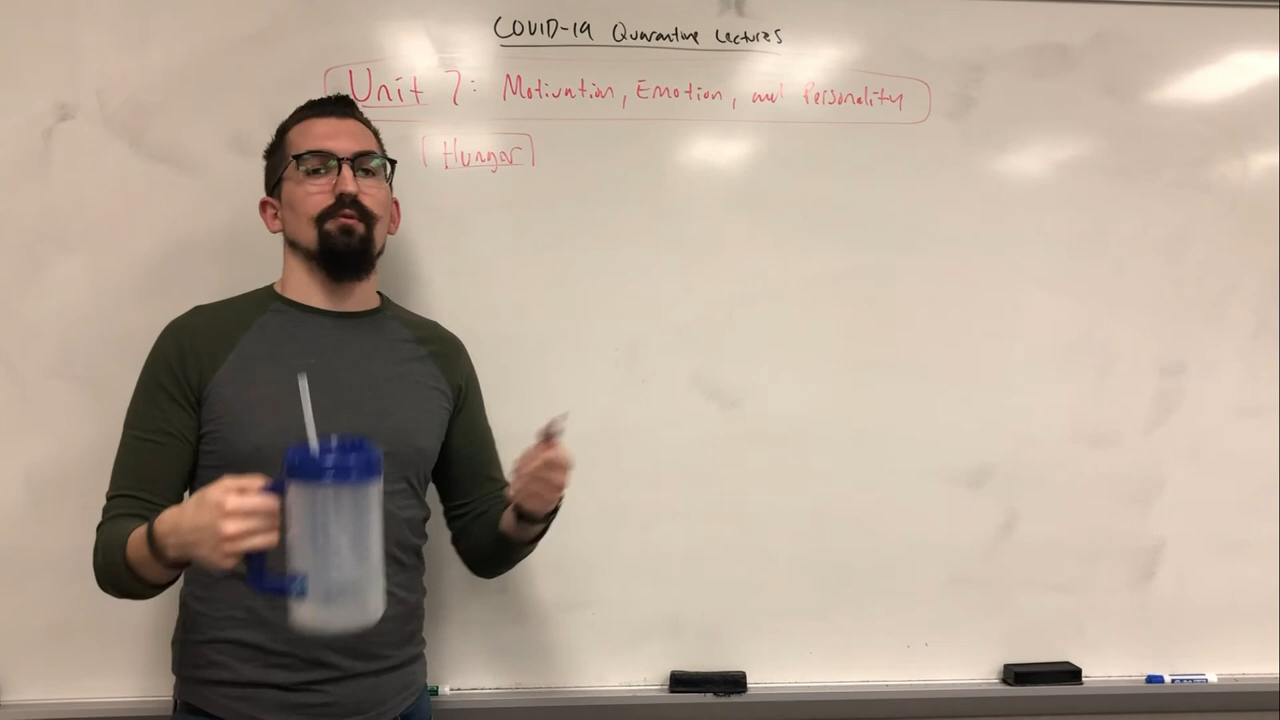 COVID-19 Quarantine Lectures
Unit 7: Motivation, Emotion, and Personality
Hunger